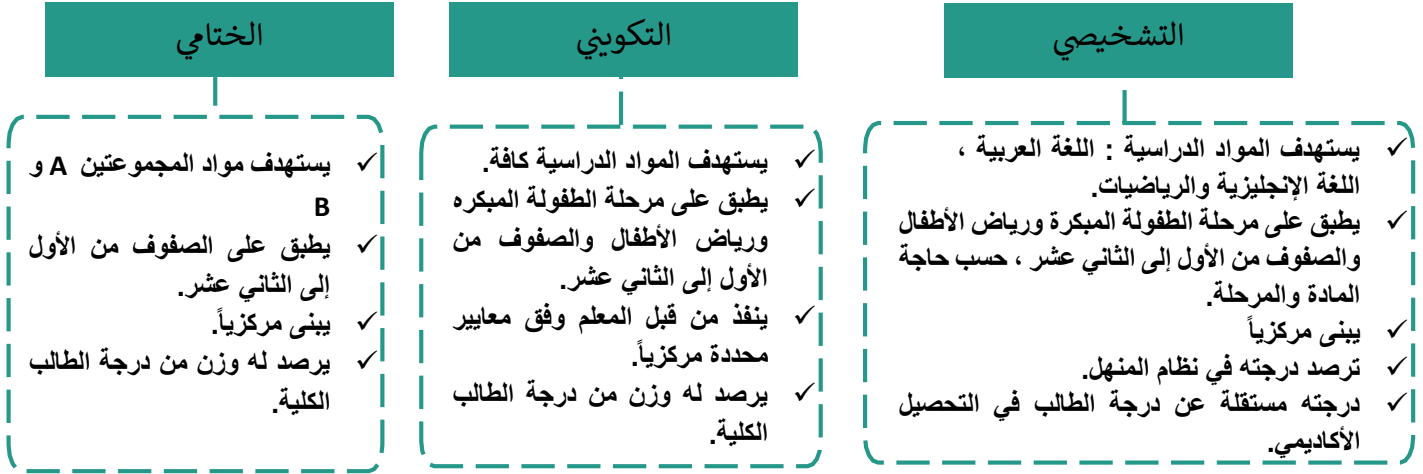 التشخيصي
يستهدف المواد الدراسية : اللغة العربية ،
اللغة الإنجليزية والرياضيات.
يطبق على مرحلة الطفولة المبكرة ورياض الأطفال
والصفوف من الأول إلى الثاني عشر ، حسب حاجة
المادة والمرحلة.
يبنى مركزياً
ترصد درجته في نظام المنهل.
درجته مستقلة عن درجة الطالب في التحصيل
الأكاديمي.
التكويني
يستهدف المواد الدراسية كافة.
يطبق على مرحلة الطفولة المبكره
ورياض الأطفال والصفوف من
الأول إلى الثاني عشر.
ينفذ من قبل المعلم وفق معايير
محددة مركزياً.
يرصد له وزن من درجة الطالب
الكلية.
الختامي
يستهدف مواد المجموعتين A و
B
يطبق على الصفوف من الأول
إلى الثاني عشر.
يبنى مركزياً.
يرصد له وزن من درجة الطالب
الكلية.